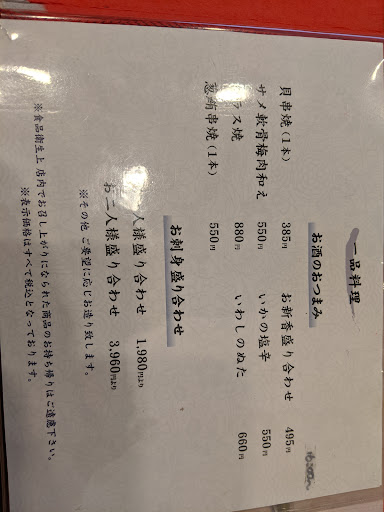 一品料理
お酒のおつまみ
貝串焼(1本) 385円 お新香盛り合わせ 495円
サメ軟骨梅肉和え 550円 いかの塩辛 550円
ラス焼 880円 いわしのぬた 660円
葱鮪串焼(1本) 550円
お刺身盛り合わせ
人様盛り合わせ 1,980円より
お二人様盛り合わせ 3,960円より
※その他ご要望に応じお造り致します。
※表示価格はすべて税込となっております。
※食品衛生上 店内でお召し上がりになられた商品のお持ち帰りはご遠慮下さい。